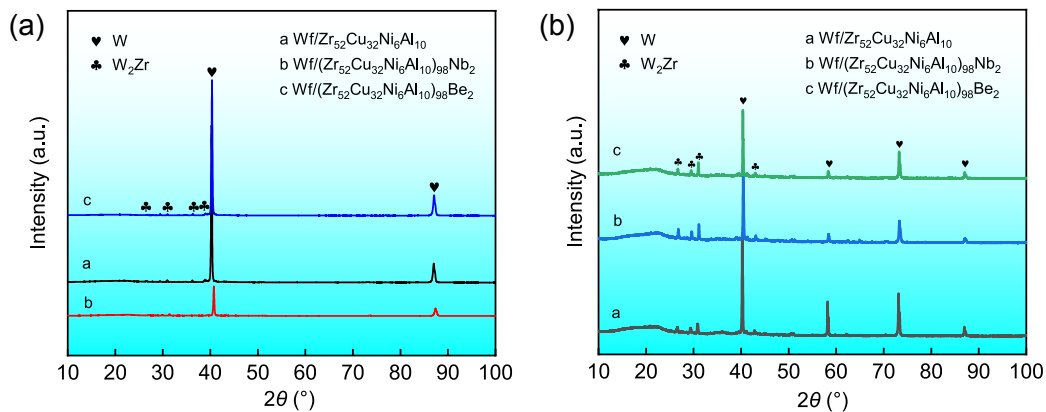 (a)
♥ W
♣ W₂Zr
a Wf/Zr₅₂Cu₃₂Ni₆Al₁₀
b Wf/(Zr₅₂Cu₃₂Ni₆Al₁₀)₉₈Nb₂
c Wf/(Zr₅₂Cu₃₂Ni₆Al₁₀)₉₈Be₂
c
a
b
Intensity (a.u.)
10 20 30 40 50 60 70 80 90 100
2θ (°)
(b)
♥ W
♣ W₂Zr
a Wf/Zr₅₂Cu₃₂Ni₆Al₁₀
b Wf/(Zr₅₂Cu₃₂Ni₆Al₁₀)₉₈Nb₂
c Wf/(Zr₅₂Cu₃₂Ni₆Al₁₀)₉₈Be₂
c
b
a
Intensity (a.u.)
10 20 30 40 50 60 70 80 90 100
2θ (°)